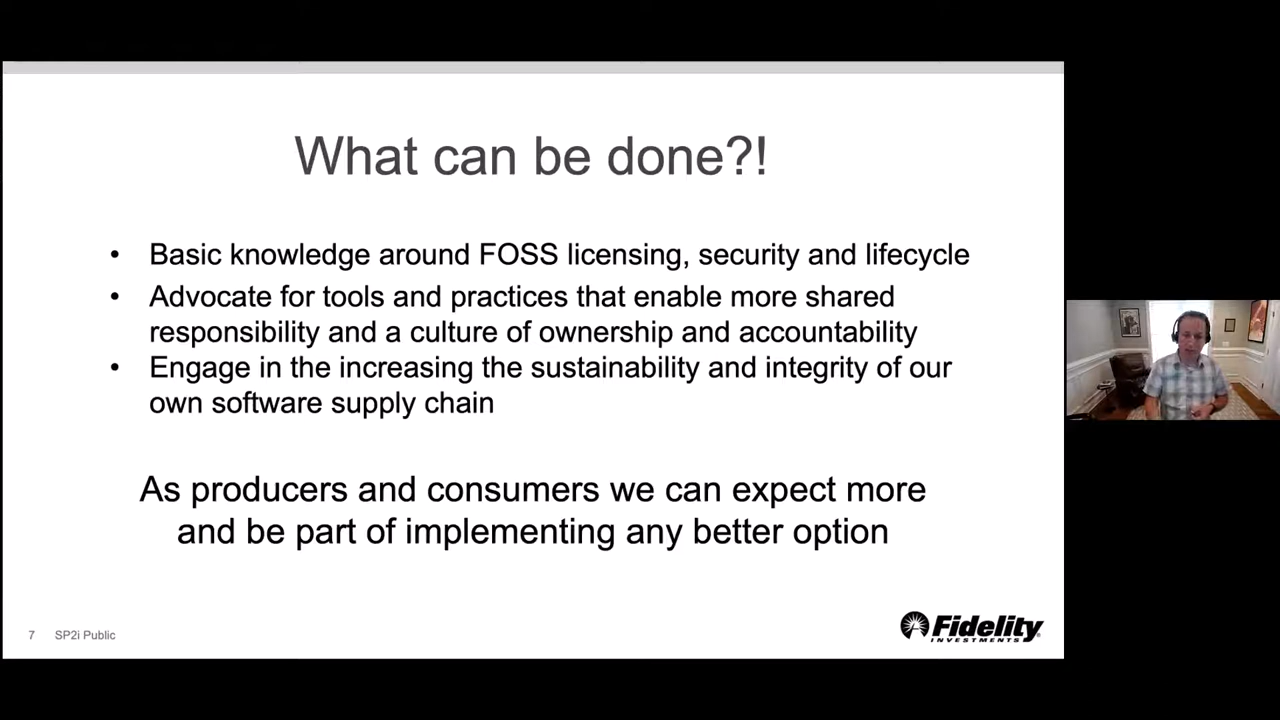 What can be done?!
• Basic knowledge around FOSS licensing, security and lifecycle
• Advocate for tools and practices that enable more shared
responsibility and a culture of ownership and accountability
• Engage in the increasing the sustainability and integrity of our
own software supply chain
As producers and consumers we can expect more
and be part of implementing any better option
7 SP2i Public
Fidelity
INVESTMENTS